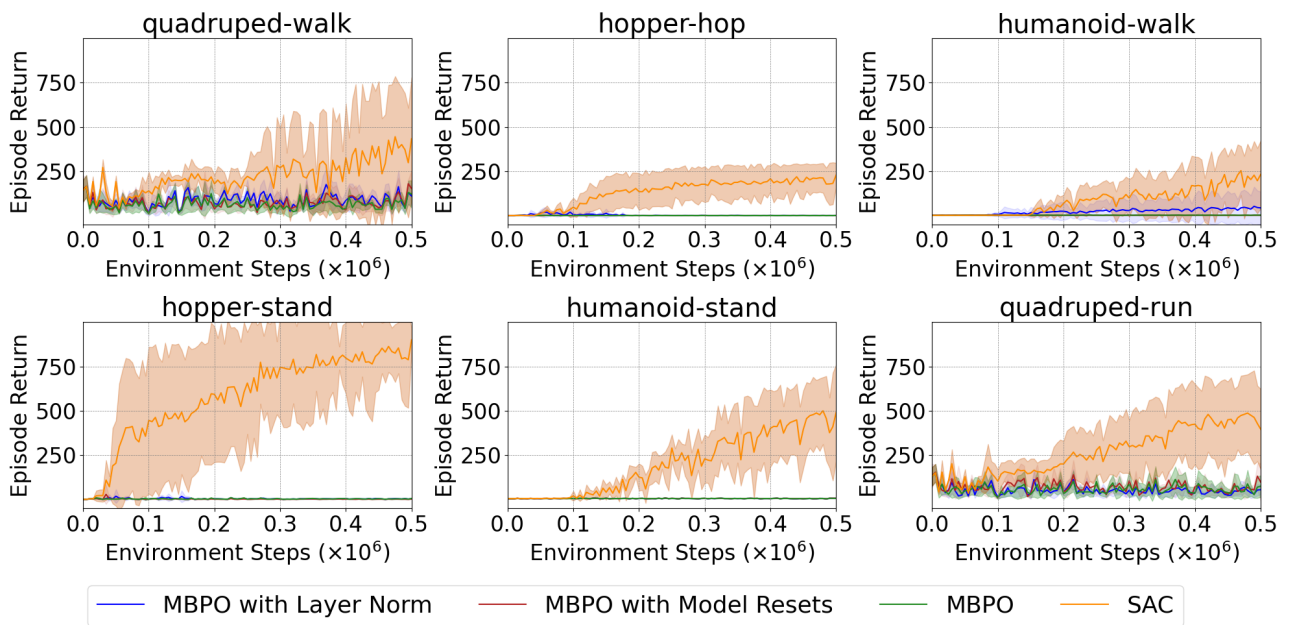 quadruped-walk
hopper-hop
humanoid-walk
Episode Return
750
500
250
0.0 0.1 0.2 0.3 0.4 0.5
Environment Steps (×10⁶)
Episode Return
750
500
250
0.0 0.1 0.2 0.3 0.4 0.5
Environment Steps (×10⁶)
Episode Return
750
500
250
0.0 0.1 0.2 0.3 0.4 0.5
Environment Steps (×10⁶)
hopper-stand
humanoid-stand
quadruped-run
Episode Return
750
500
250
0.0 0.1 0.2 0.3 0.4 0.5
Environment Steps (×10⁶)
Episode Return
750
500
250
0.0 0.1 0.2 0.3 0.4 0.5
Environment Steps (×10⁶)
Episode Return
750
500
250
0.0 0.1 0.2 0.3 0.4 0.5
Environment Steps (×10⁶)
MBPO with Layer Norm MBPO with Model Resets MBPO SAC